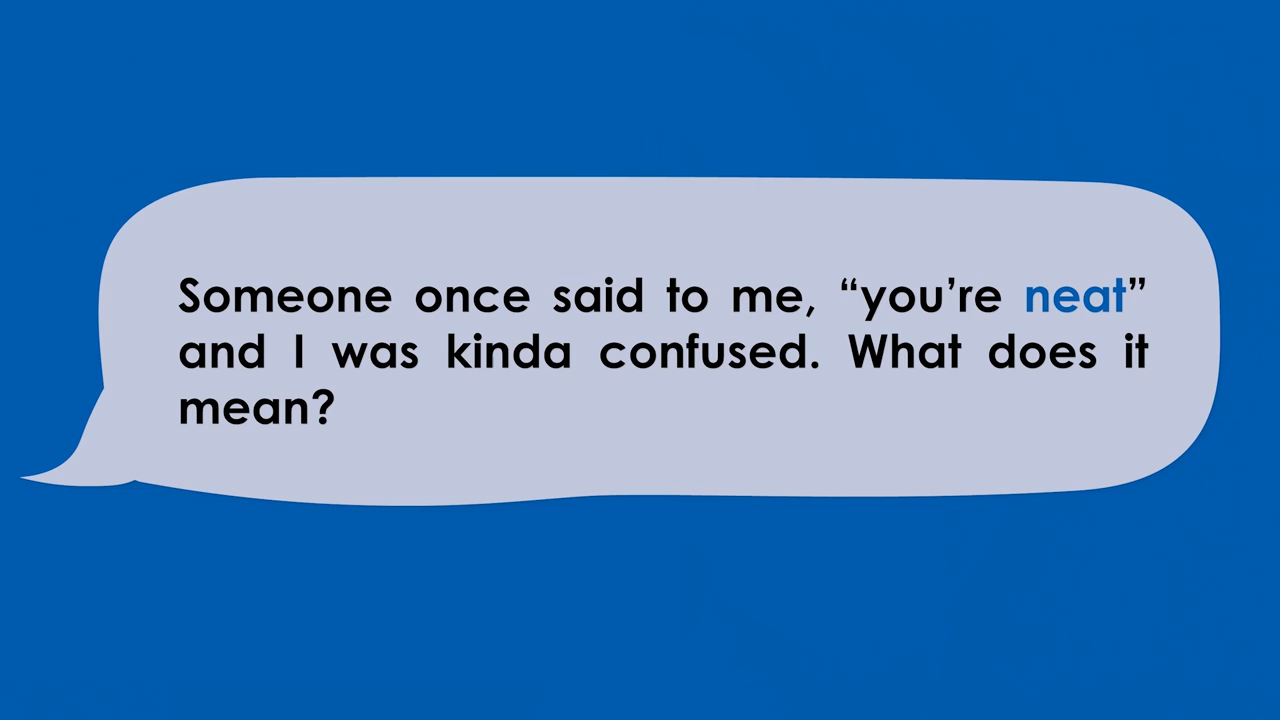 Someone once said to me, “you’re neat”
and I was kinda confused. What does it
mean?